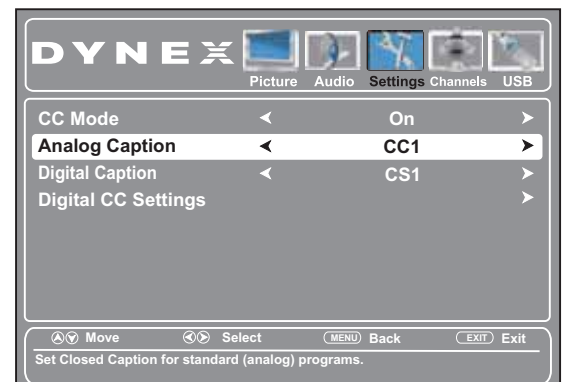 DYNEX
Picture Audio Settings Channels USB
CC Mode On
Analog Caption CC1
Digital Caption CS1
Digital CC Settings
Move Select MENU Back EXIT Exit
Set Closed Caption for standard (analog) programs.